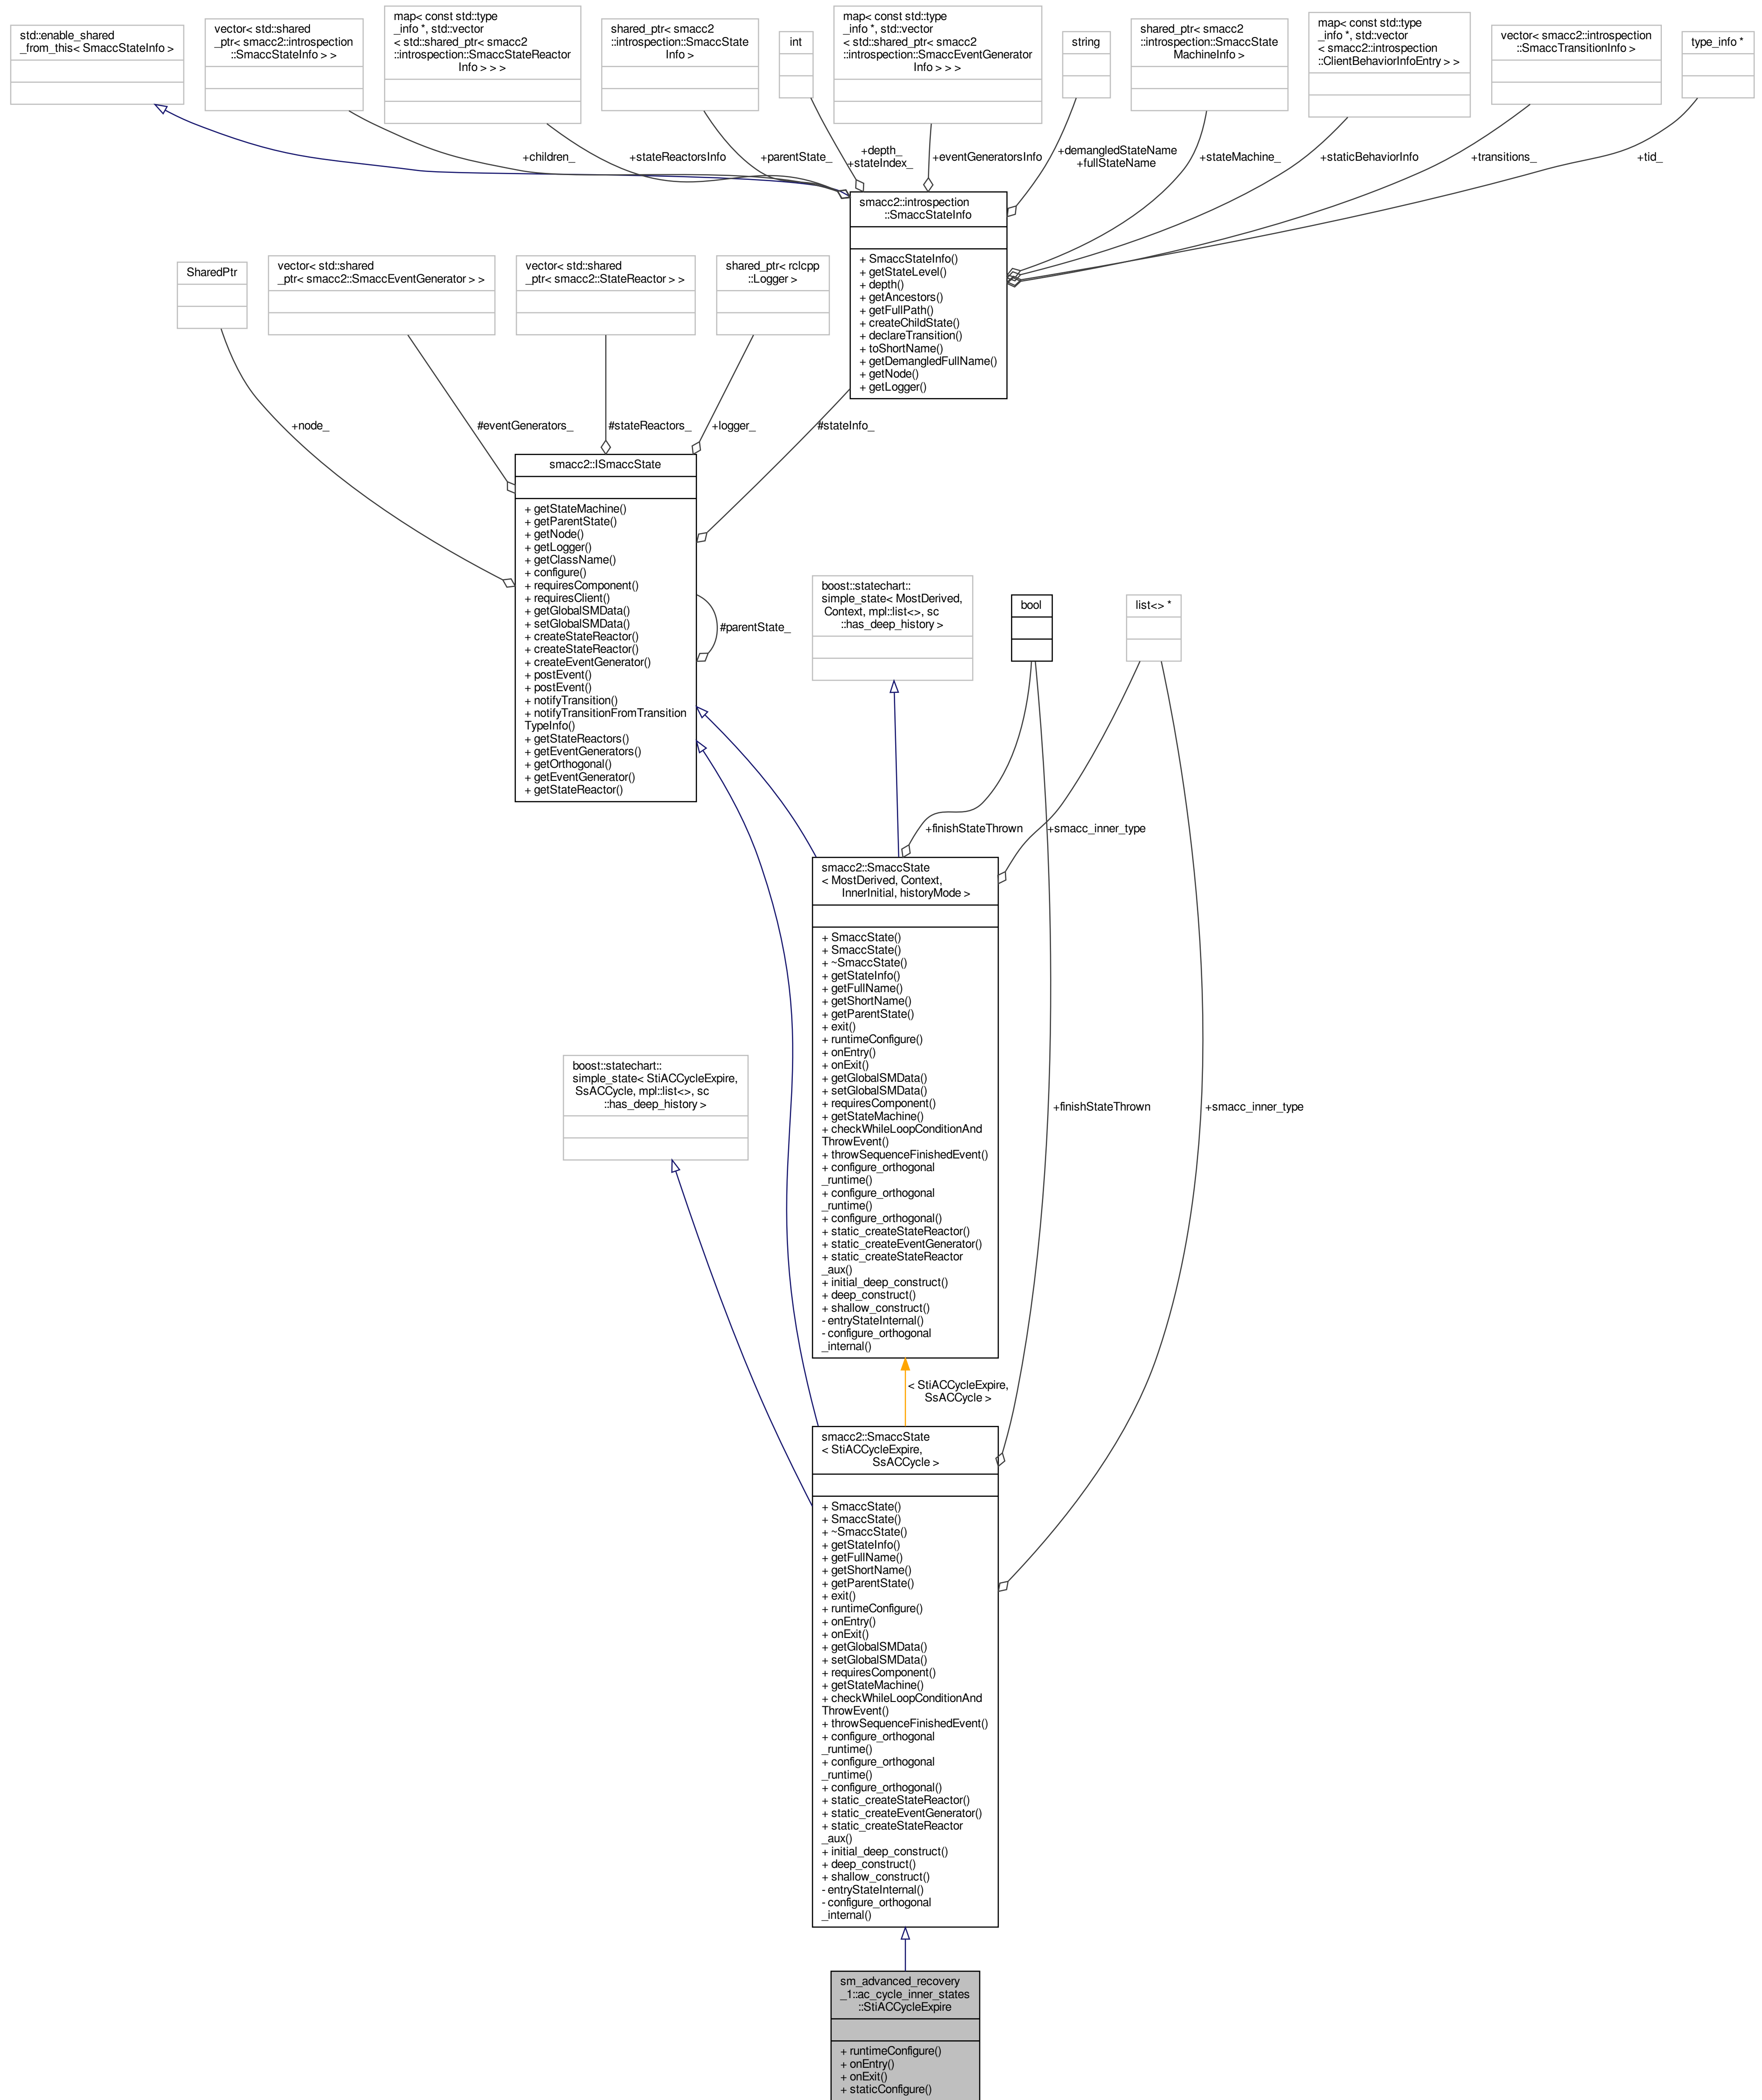 std::enable_shared
_from_this< SmaccStateInfo >
vector< std::shared
_ptr< smacc2::introspection
::SmaccStateInfo > >
map< const std::type
_info *, std::vector
< std::shared_ptr< smacc2
::introspection::SmaccStateReactor
Info > > >
shared_ptr< smacc2
::introspection::SmaccState
Info >
int
map< const std::type
_info *, std::vector
< std::shared_ptr< smacc2
::introspection::SmaccEventGenerator
Info > > >
string
shared_ptr< smacc2
::introspection::SmaccState
MachineInfo >
map< const std::type
_info *, std::vector
< smacc2::introspection
::ClientBehaviorInfoEntry > >
vector< smacc2::introspection
::SmaccTransitionInfo >
type_info *
+children_
+stateReactorsInfo
+parentState_
+depth_
+stateIndex_
+eventGeneratorsInfo
+demangledStateName
+fullStateName
+stateMachine_
+staticBehaviorInfo
+transitions_
+tid_
smacc2::introspection
::SmaccStateInfo
+ SmaccStateInfo()
+ getStateLevel()
+ depth()
+ getAncestors()
+ getFullPath()
+ createChildState()
+ declareTransition()
+ toShortName()
+ getDemangledFullName()
+ getNode()
+ getLogger()
SharedPtr
vector< std::shared
_ptr< smacc2::SmaccEventGenerator > >
vector< std::shared
_ptr< smacc2::StateReactor > >
shared_ptr< rclcpp
::Logger >
+node_
#eventGenerators_
#stateReactors_
+logger_
#stateInfo_
smacc2::ISmaccState
+ getStateMachine()
+ getParentState()
+ getNode()
+ getLogger()
+ getClassName()
+ configure()
+ requiresComponent()
+ requiresClient()
+ getGlobalSMData()
+ setGlobalSMData()
+ createStateReactor()
+ createStateReactor()
+ createEventGenerator()
+ postEvent()
+ postEvent()
+ notifyTransition()
+ notifyTransitionFromTransition
TypeInfo()
+ getStateReactors()
+ getEventGenerators()
+ getOrthogonal()
+ getEventGenerator()
+ getStateReactor()
#parentState_
boost::statechart::
simple_state< MostDerived,
Context, mpl::list<>, sc
::has_deep_history >
bool
list<> *
+finishStateThrown
+smacc_inner_type
smacc2::SmaccState
< MostDerived, Context,
InnerInitial, historyMode >
+ SmaccState()
+ SmaccState()
+ ~SmaccState()
+ getStateInfo()
+ getFullName()
+ getShortName()
+ getParentState()
+ exit()
+ runtimeConfigure()
+ onEntry()
+ onExit()
+ getGlobalSMData()
+ setGlobalSMData()
+ requiresComponent()
+ getStateMachine()
+ checkWhileLoopConditionAnd
ThrowEvent()
+ throwSequenceFinishedEvent()
+ configure_orthogonal
_runtime()
+ configure_orthogonal
_runtime()
+ configure_orthogonal()
+ static_createStateReactor()
+ static_createEventGenerator()
+ static_createStateReactor
_aux()
+ initial_deep_construct()
+ deep_construct()
+ shallow_construct()
- entryStateInternal()
- configure_orthogonal
_internal()
boost::statechart::
simple_state< StiACCycleExpire,
SsACCycle, mpl::list<>, sc
::has_deep_history >
+finishStateThrown
+smacc_inner_type
< StiACCycleExpire,
SsACCycle >
smacc2::SmaccState
< StiACCycleExpire,
SsACCycle >
+ SmaccState()
+ SmaccState()
+ ~SmaccState()
+ getStateInfo()
+ getFullName()
+ getShortName()
+ getParentState()
+ exit()
+ runtimeConfigure()
+ onEntry()
+ onExit()
+ getGlobalSMData()
+ setGlobalSMData()
+ requiresComponent()
+ getStateMachine()
+ checkWhileLoopConditionAnd
ThrowEvent()
+ throwSequenceFinishedEvent()
+ configure_orthogonal
_runtime()
+ configure_orthogonal
_runtime()
+ configure_orthogonal()
+ static_createStateReactor()
+ static_createEventGenerator()
+ static_createStateReactor
_aux()
+ initial_deep_construct()
+ deep_construct()
+ shallow_construct()
- entryStateInternal()
- configure_orthogonal
_internal()
sm_advanced_recovery
_1::ac_cycle_inner_states
::StiACCycleExpire
+ runtimeConfigure()
+ onEntry()
+ onExit()
+ staticConfigure()